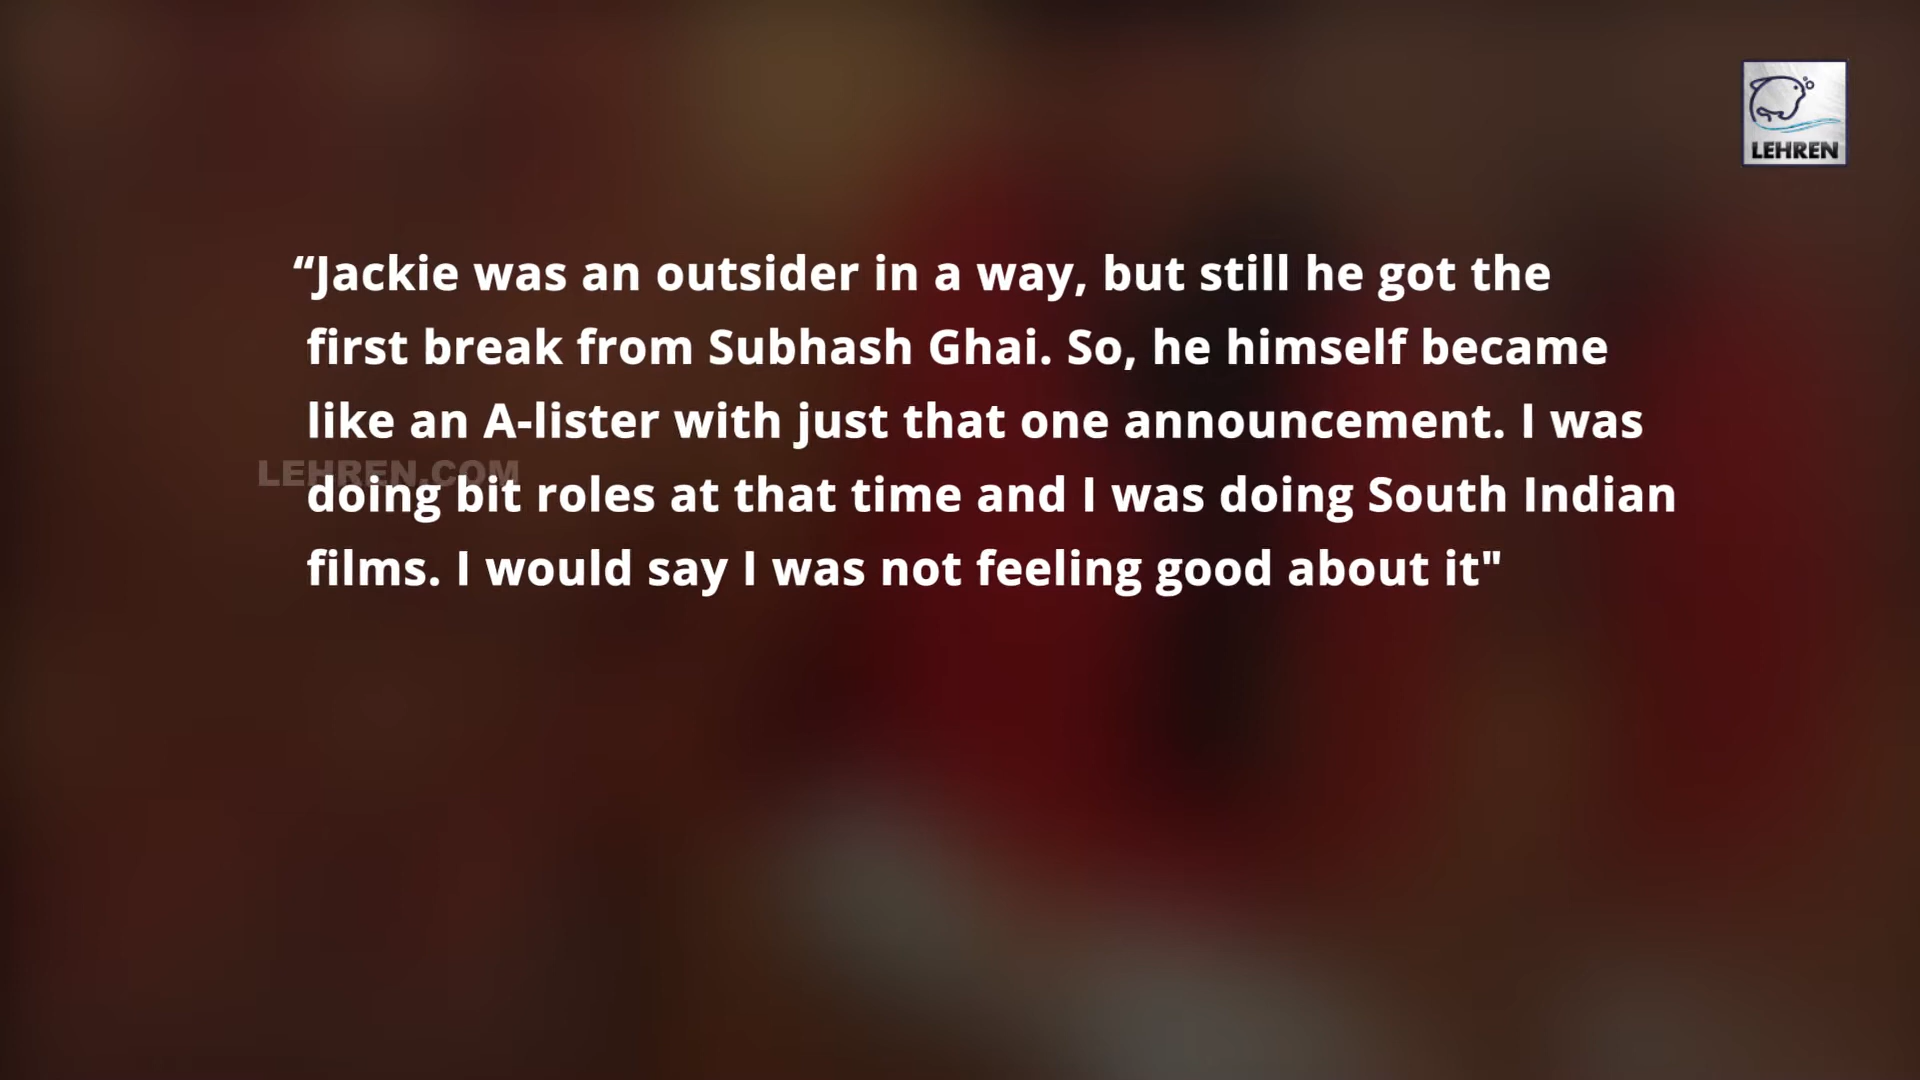 LEHREN
“Jackie was an outsider in a way, but still he got the
first break from Subhash Ghai. So, he himself became
like an A-lister with just that one announcement. I was
LEHREN.COM
doing bit roles at that time and I was doing South Indian
films. I would say I was not feeling good about it"